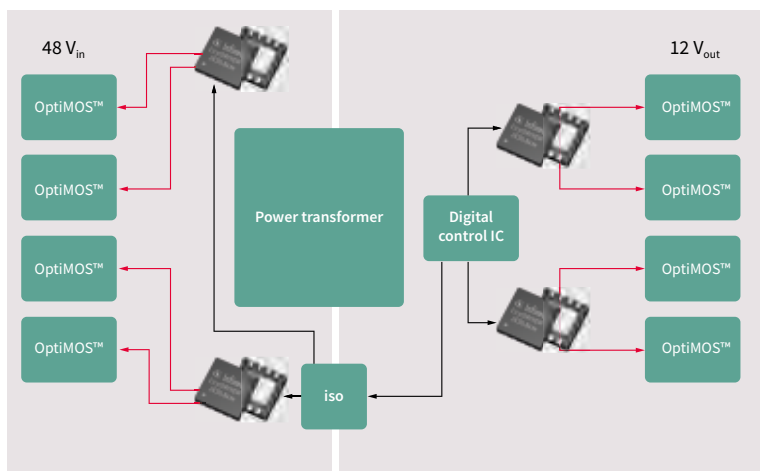 48 Vin
12 Vout
OptiMOS™
OptiMOS™
OptiMOS™
OptiMOS™
Power transformer
Digital
control IC
iso
OptiMOS™
OptiMOS™
OptiMOS™
OptiMOS™